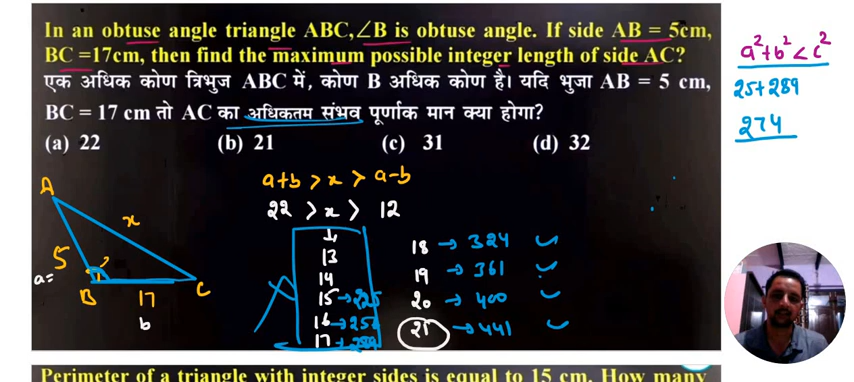 In an obtuse angle triangle ABC, ∠B is obtuse angle. If side AB = 5cm,
BC =17cm, then find the maximum possible integer length of side AC?
एक अधिक कोण त्रिभुज ABC में, कोण B अधिक कोण है। यदि भुजा AB = 5 cm,
BC = 17 cm तो AC का अधिकतम संभव पूर्णाक मान क्या होगा?
(a) 22 (b) 21 (c) 31 (d) 32
a²+b² < c²
25+289
274
A
x
5
a=
B
17
C
b
a+b > x > a-b
22 > x > 12
13
14
15 → 225
16 → 256
17 → 289
18 → 324
19 → 361
20 → 400
21 → 441
Perimeter of a triangle with integer sides is equal to 15 cm. How many